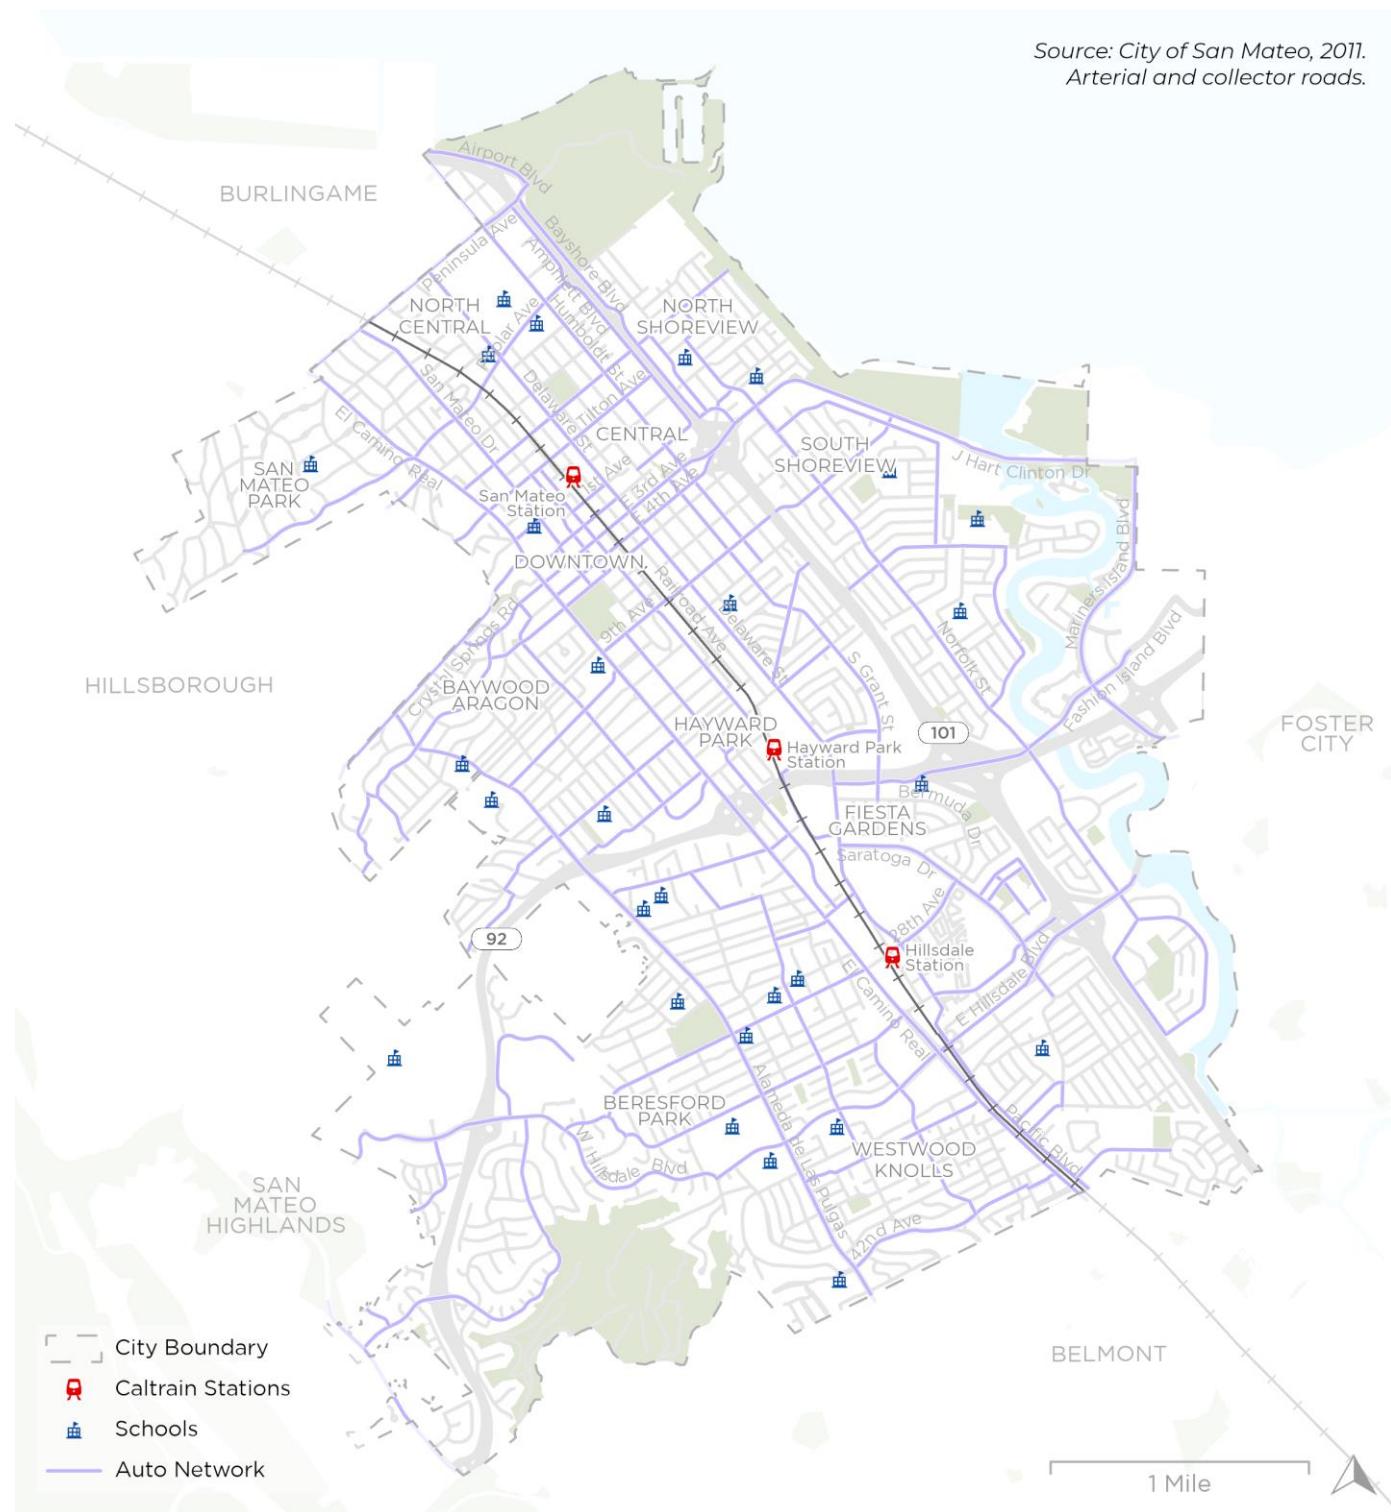 Source: City of San Mateo, 2011.
Arterial and collector roads.
Airport Blvd
BURLINGAME
Peninsula Ave
Bayshore Blvd
Amphlett Blvd
Humboldt St
NORTH
CENTRAL
NORTH
SHOREVIEW
Poplar Ave
San Mateo Dr
Delaware St
Tilton Ave
El Camino Real
CENTRAL
SOUTH
SHOREVIEW
J Hart Clinton Dr
SAN
MATEO
PARK
1st Ave
E 3rd Ave
E 4th Ave
San Mateo
Station
Mariners Island Blvd
DOWNTOWN
Railroad Ave
9th Ave
Delaware St
Norfolk St
Fashion Island Blvd
Crystal Springs Rd
HILLSBOROUGH
BAYWOOD
ARAGON
S Grant St
HAYWARD
PARK
101
FOSTER
CITY
Hayward Park
Station
Bermuda Dr
FIESTA
GARDENS
Saratoga Dr
28th Ave
92
Hillsdale
Station
E Hillsdale Blvd
El Camino Real
BERESFORD
PARK
Alameda de Las Pulgas
Pacific Blvd
W Hillsdale Blvd
WESTWOOD
KNOLLS
SAN
MATEO
HIGHLANDS
42nd Ave
BELMONT
City Boundary
Caltrain Stations
Schools
Auto Network
1 Mile